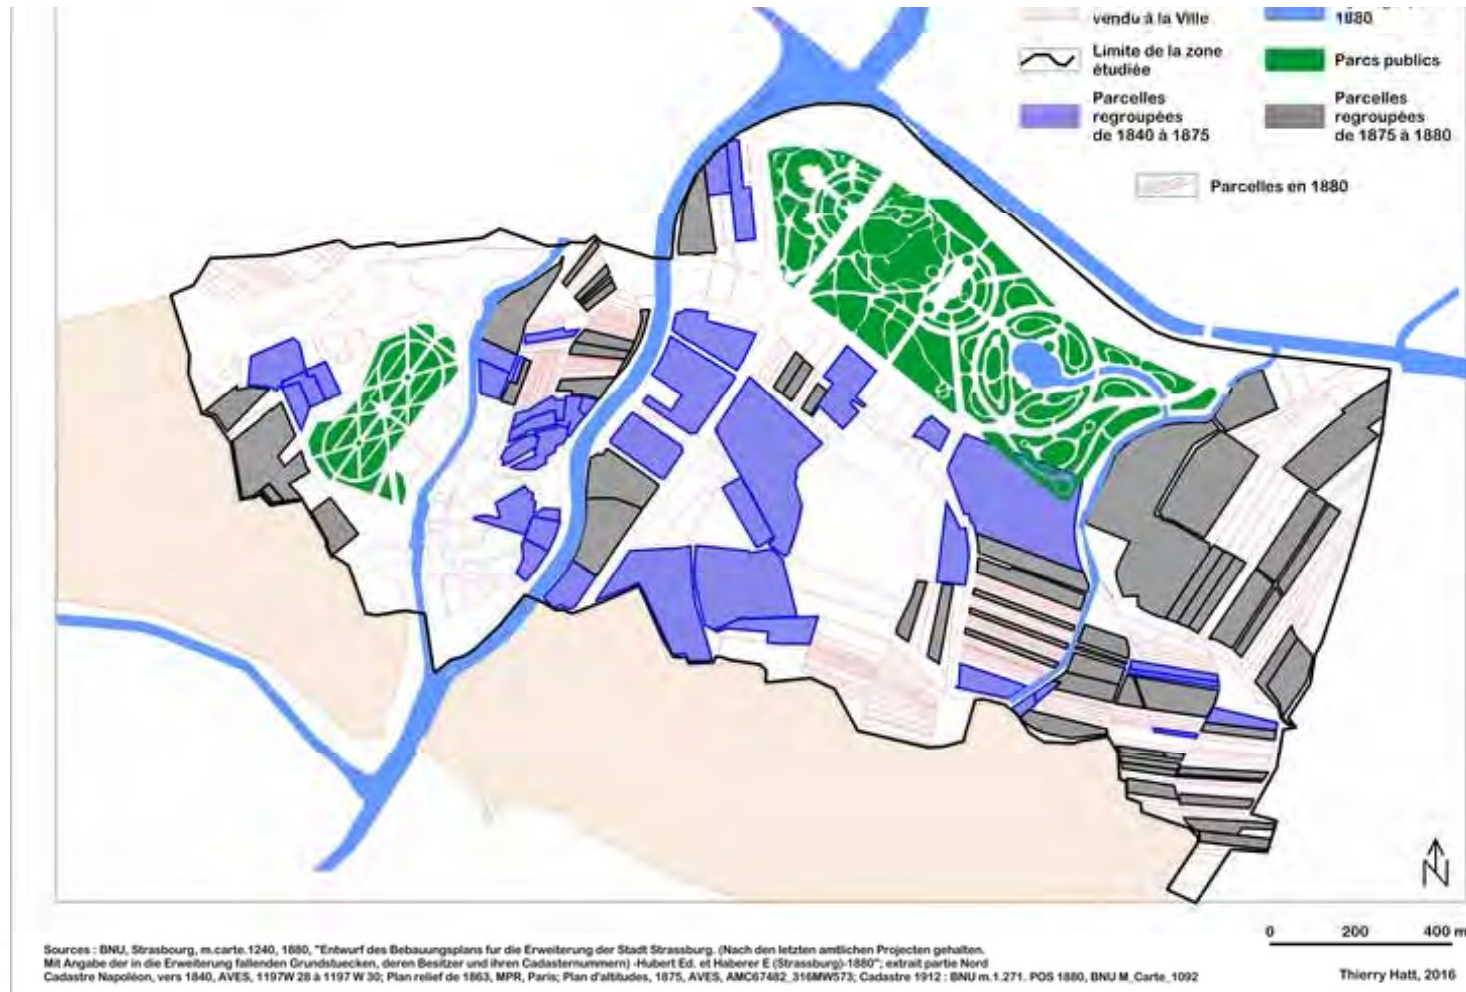 vendu à la Ville
1880
Limite de la zone
étudiée
Parcs publics
Parcelles
regroupées
de 1840 à 1875
Parcelles
regroupées
de 1875 à 1880
Parcelles en 1880
N
0 200 400 m
Sources : BNU, Strasbourg, m.carte.1240, 1880, "Entwurf des Bebauungsplans fur die Erweiterung der Stadt Strassburg. (Nach den letzten amtlichen Projecten gehalten.
Mit Angabe der in die Erweiterung fallenden Grundstuecken, deren Besitzer und ihren Cadasternummern) -Hubert Ed. et Haberer E (Strassburg)-1880"; extrait partie Nord
Cadastre Napoléon, vers 1840, AVES, 1197W 28 à 1197 W 30; Plan relief de 1863, MPR, Paris; Plan d'altitudes, 1875, AVES, AMC67482_316MW573; Cadastre 1912 : BNU m.1.271. POS 1880, BNU M_Carte_1092
Thierry Hatt, 2016